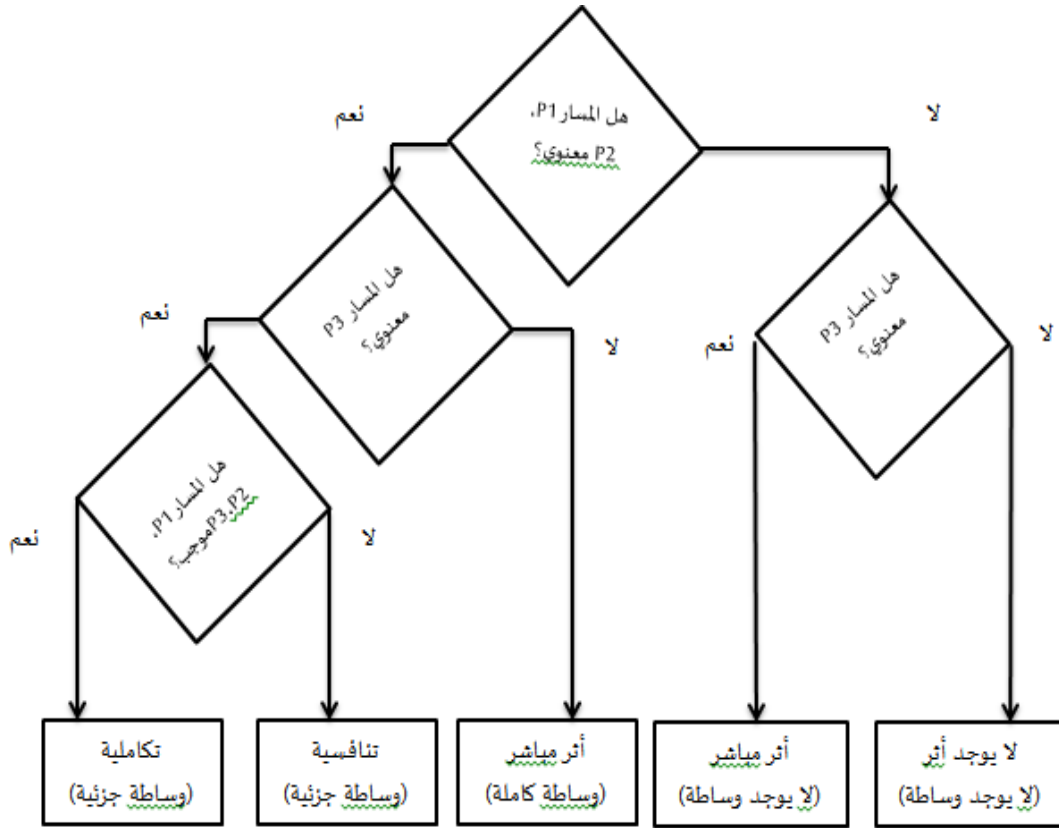 هل المسار P1،
P2 معنوي؟
نعم
لا
هل المسار P3
معنوي؟
هل المسار P3
معنوي؟
نعم
لا
نعم
لا
هل المسار P1،
P3،P2موجب؟
نعم
لا
تكاملية
(وساطة جزئية)
تنافسية
(وساطة جزئية)
أثر مباشر
(وساطة كاملة)
أثر مباشر
(لا يوجد وساطة)
لا يوجد أثر
(لا يوجد وساطة)